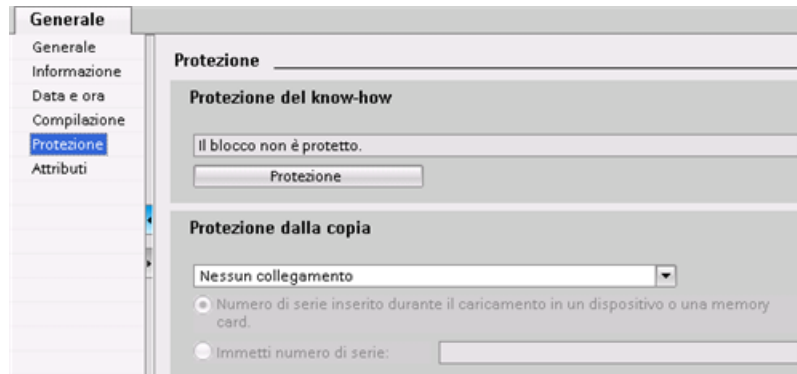 Generale
Generale
Informazione
Data e ora
Compilazione
Protezione
Attributi
Protezione
Protezione del know-how
Il blocco non è protetto.
Protezione
Protezione dalla copia
Nessun collegamento
Numero di serie inserito durante il caricamento in un dispositivo o una memory
card.
Immetti numero di serie: